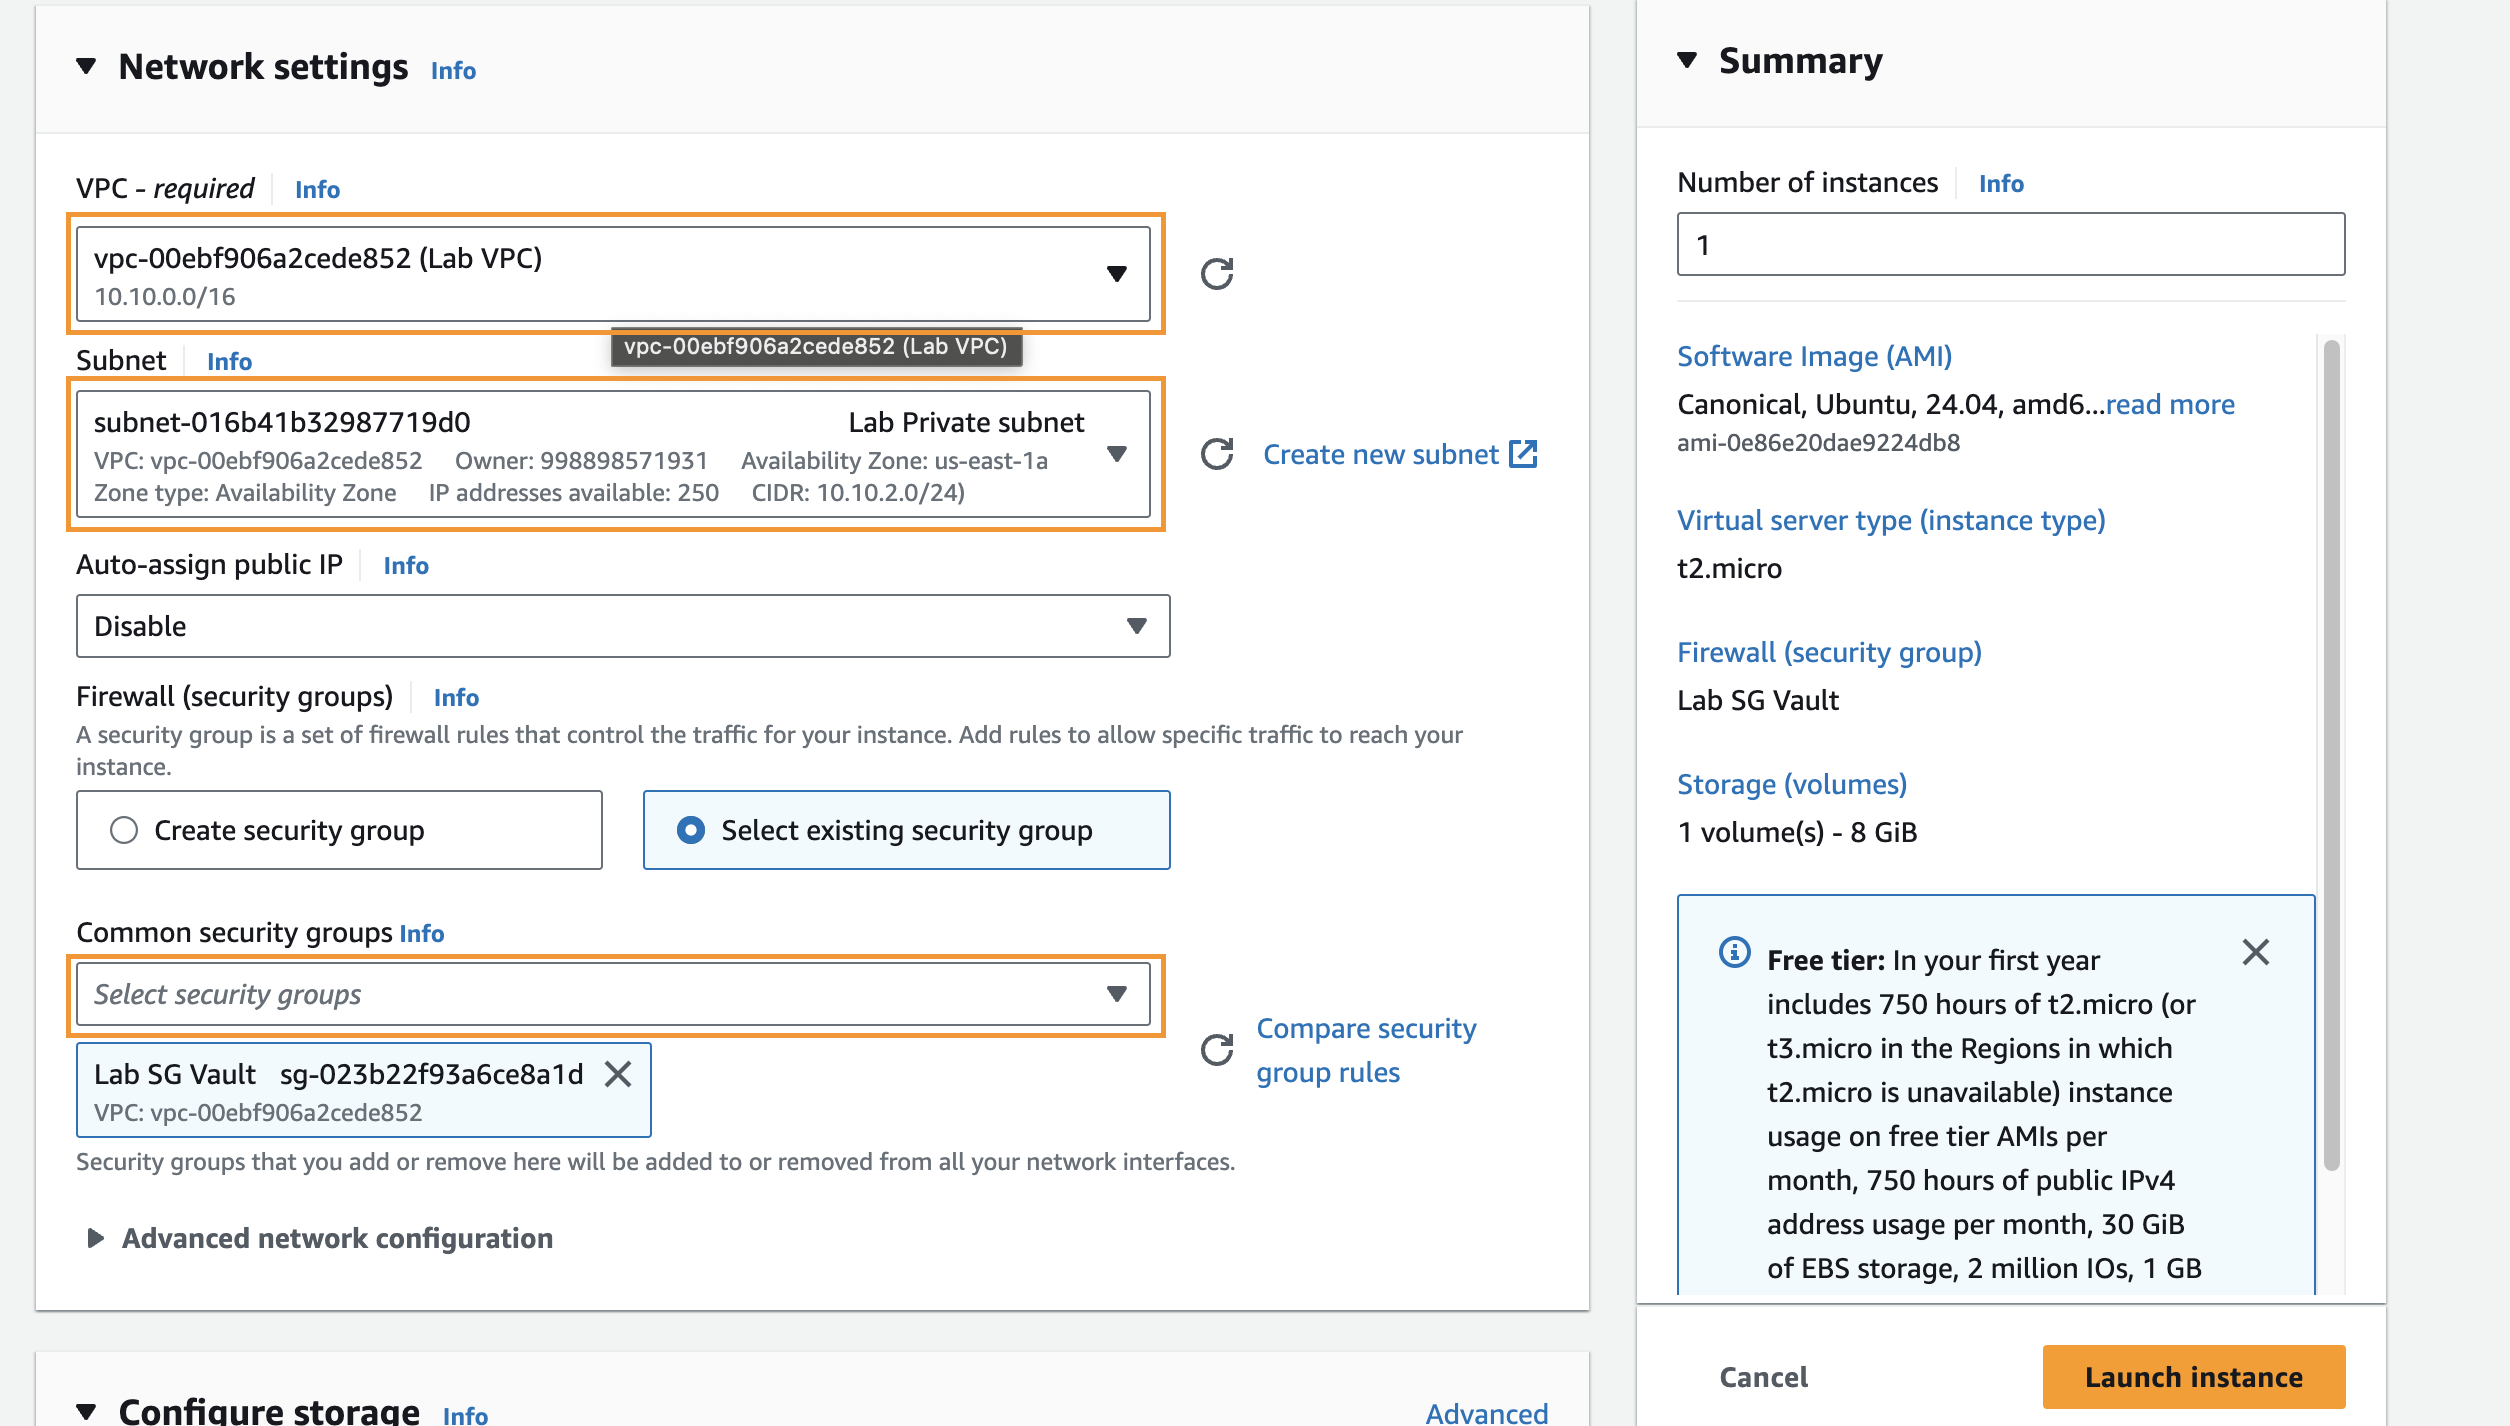 Network settings Info
VPC - required Info
vpc-00ebf906a2cede852 (Lab VPC)
10.10.0.0/16
vpc-00ebf906a2cede852 (Lab VPC)
Subnet Info
subnet-016b41b32987719d0 Lab Private subnet
VPC: vpc-00ebf906a2cede852 Owner: 998898571931 Availability Zone: us-east-1a
Zone type: Availability Zone IP addresses available: 250 CIDR: 10.10.2.0/24)
Create new subnet
Auto-assign public IP Info
Disable
Firewall (security groups) Info
A security group is a set of firewall rules that control the traffic for your instance. Add rules to allow specific traffic to reach your
instance.
Create security group
Select existing security group
Common security groups Info
Select security groups
Lab SG Vault sg-023b22f93a6ce8a1d
VPC: vpc-00ebf906a2cede852
Compare security
group rules
Security groups that you add or remove here will be added to or removed from all your network interfaces.
Advanced network configuration
Configure storage Info
Advanced
Summary
Number of instances Info
1
Software Image (AMI)
Canonical, Ubuntu, 24.04, amd6...read more
ami-0e86e20dae9224db8
Virtual server type (instance type)
t2.micro
Firewall (security group)
Lab SG Vault
Storage (volumes)
1 volume(s) - 8 GiB
Free tier: In your first year
includes 750 hours of t2.micro (or
t3.micro in the Regions in which
t2.micro is unavailable) instance
usage on free tier AMIs per
month, 750 hours of public IPv4
address usage per month, 30 GiB
of EBS storage, 2 million IOs, 1 GB
Cancel
Launch instance